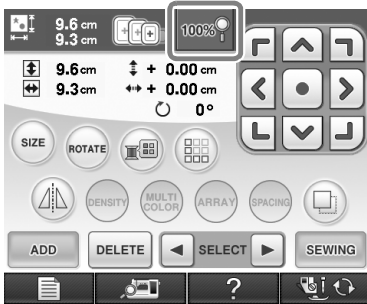 9.6 cm
9.3 cm
100%
9.6 cm + 0.00 cm
9.3 cm + 0.00 cm
0°
SIZE ROTATE
DENSITY MULTI COLOR ARRAY SPACING
ADD DELETE SELECT SEWING
?